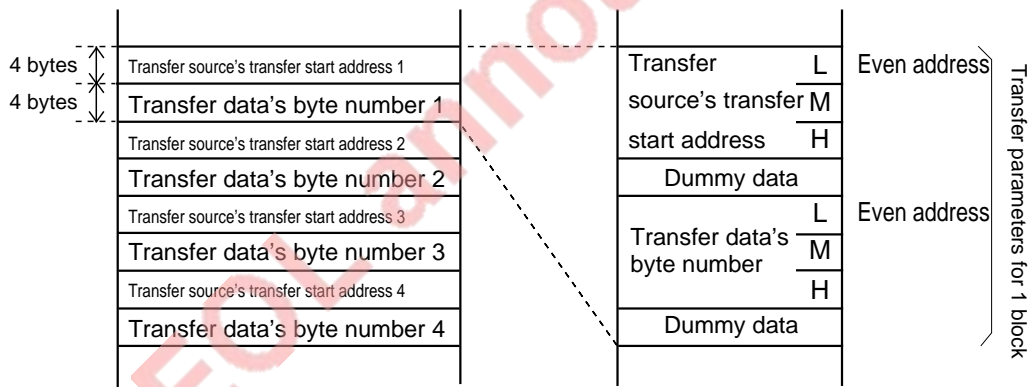 4 bytes
4 bytes
Transfer source's transfer start address 1
Transfer data's byte number 1
Transfer source's transfer start address 2
Transfer data's byte number 2
Transfer source's transfer start address 3
Transfer data's byte number 3
Transfer source's transfer start address 4
Transfer data's byte number 4
Transfer L
source's transfer M
start address H
Dummy data
L
Transfer data's
byte number
M
H
Dummy data
Even address
Even address
Transfer parameters for 1 block
EOL anno